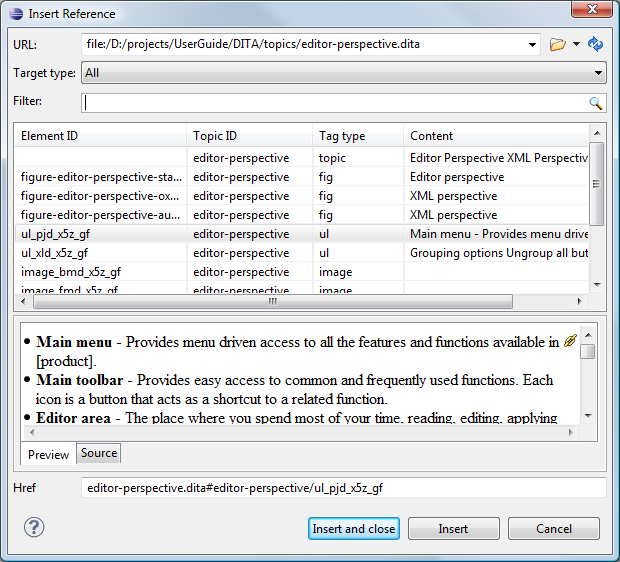 Insert Reference
URL: file:/D:/projects/UserGuide/DITA/topics/editor-perspective.dita
Target type: All
Filter:
Element ID Topic ID Tag type Content
editor-perspective topic Editor Perspective XML Perspective
figure-editor-perspective-sta... editor-perspective fig Editor perspective
figure-editor-perspective-ox... editor-perspective fig XML perspective
figure-editor-perspective-au... editor-perspective fig XML perspective
ul_pjd_x5z_gf editor-perspective ul Main menu - Provides menu drive
ul_xld_x5z_gf editor-perspective ul Grouping options Ungroup all but
image_bmd_x5z_gf editor-perspective image
image_fmd_x5z_gf editor-perspective image
• Main menu - Provides menu driven access to all the features and functions available in
[product].
• Main toolbar - Provides easy access to common and frequently used functions. Each
icon is a button that acts as a shortcut to a related function.
• Editor area - The place where you spend most of your time, reading, editing, applying
Preview Source
Href editor-perspective.dita#editor-perspective/ul_pjd_x5z_gf
? Insert and close Insert Cancel